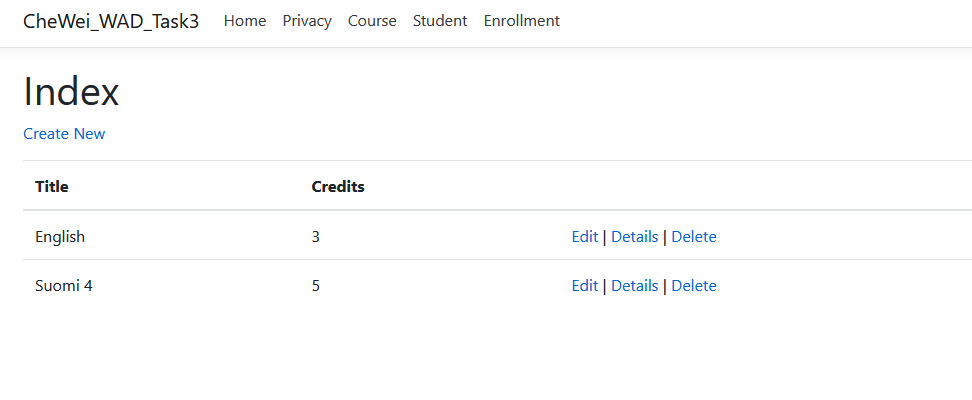 CheWei_WAD_Task3 Home Privacy Course Student Enrollment
Index
Create New
Title Credits
English 3 Edit | Details | Delete
Suomi 4 5 Edit | Details | Delete